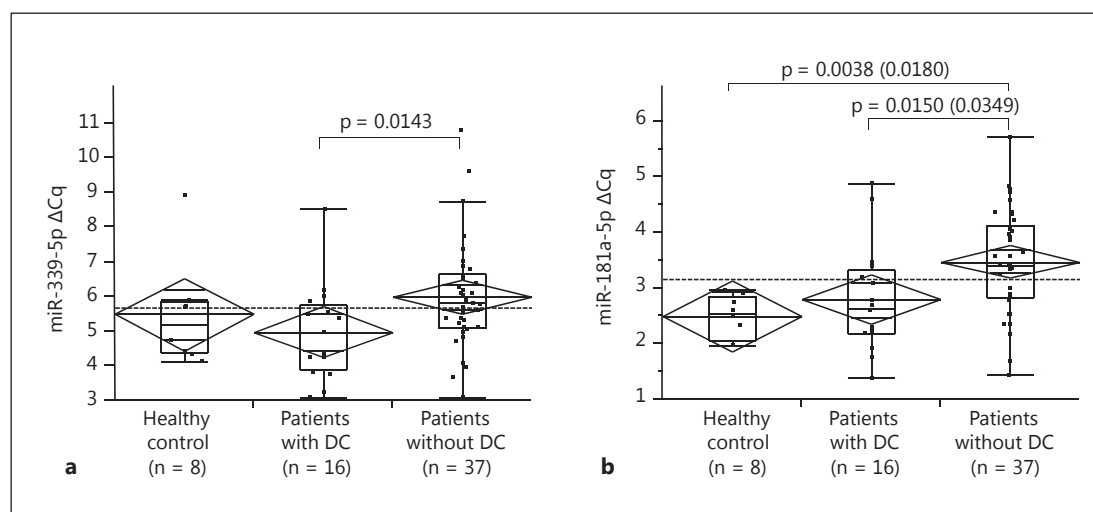 p = 0.0143
miR-339-5p ΔCq
11
10
9
8
7
6
5
4
3
Healthy
control
(n = 8)
Patients
with DC
(n = 16)
Patients
without DC
(n = 37)
a
p = 0.0038 (0.0180)
p = 0.0150 (0.0349)
miR-181a-5p ΔCq
6
5
4
3
2
1
Healthy
control
(n = 8)
Patients
with DC
(n = 16)
Patients
without DC
(n = 37)
b